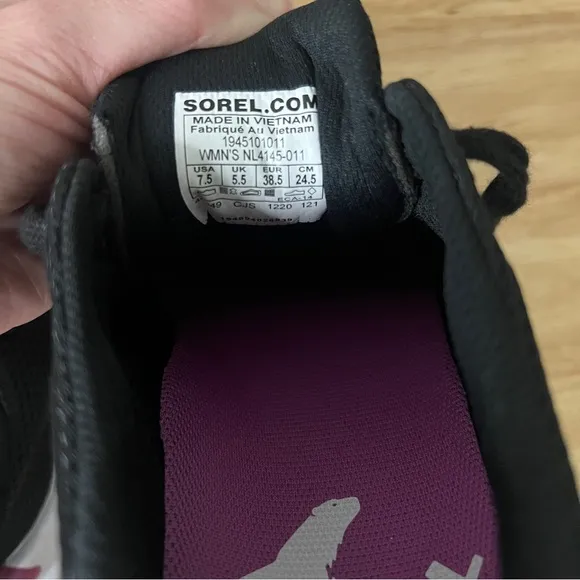 SOREL.COM
MADE IN VIETNAM
Fabriqué Au Vietnam
1945101011
WMN'S NL4145-011
USA UK EUR CM
7.5 5.5 38.5 24.5
GJS 1220 121